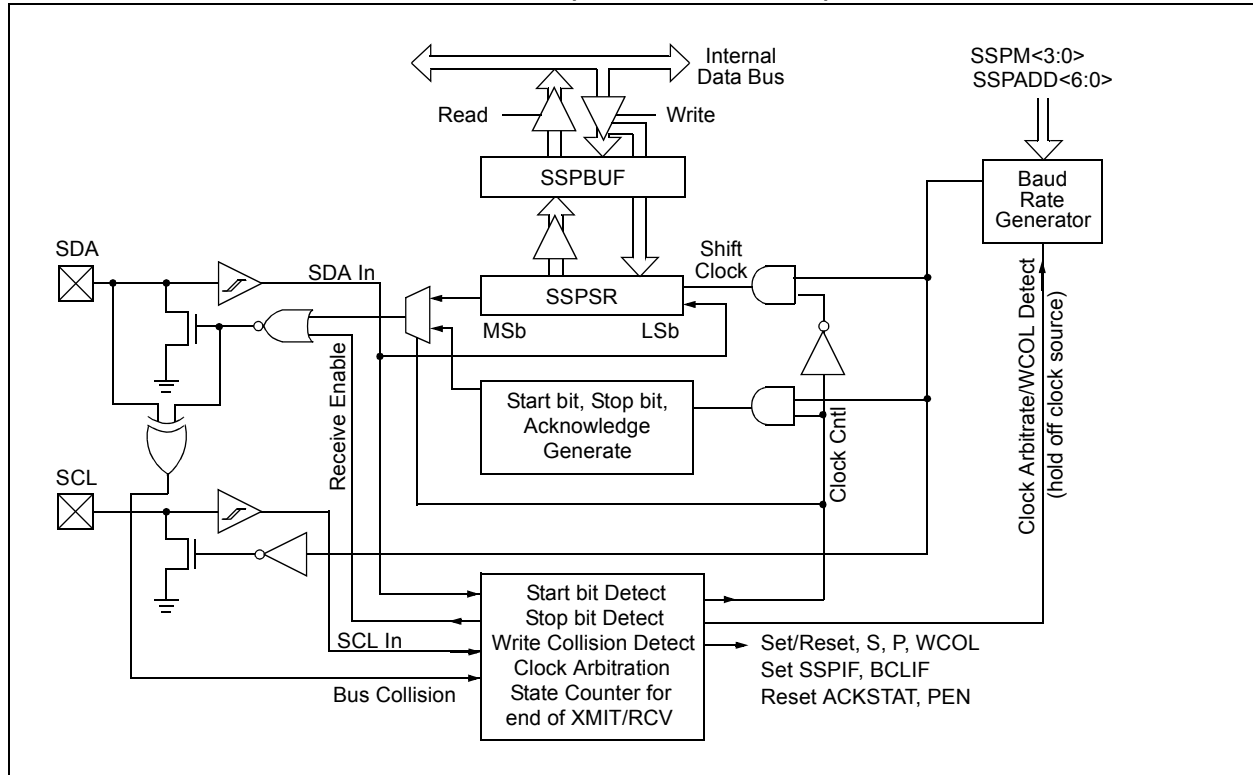 Internal
Data Bus
Read
Write
SSPM<3:0>
SSPADD<6:0>
SSPBUF
Baud
Rate
Generator
SDA
SDA In
Shift
Clock
SSPSR
MSb
LSb
Start bit, Stop bit,
Acknowledge
Generate
Receive Enable
Clock Cntl
Clock Arbitrate/WCOL Detect
(hold off clock source)
SCL
SCL In
Bus Collision
Start bit Detect
Stop bit Detect
Write Collision Detect
Clock Arbitration
State Counter for
end of XMIT/RCV
Set/Reset, S, P, WCOL
Set SSPIF, BCLIF
Reset ACKSTAT, PEN